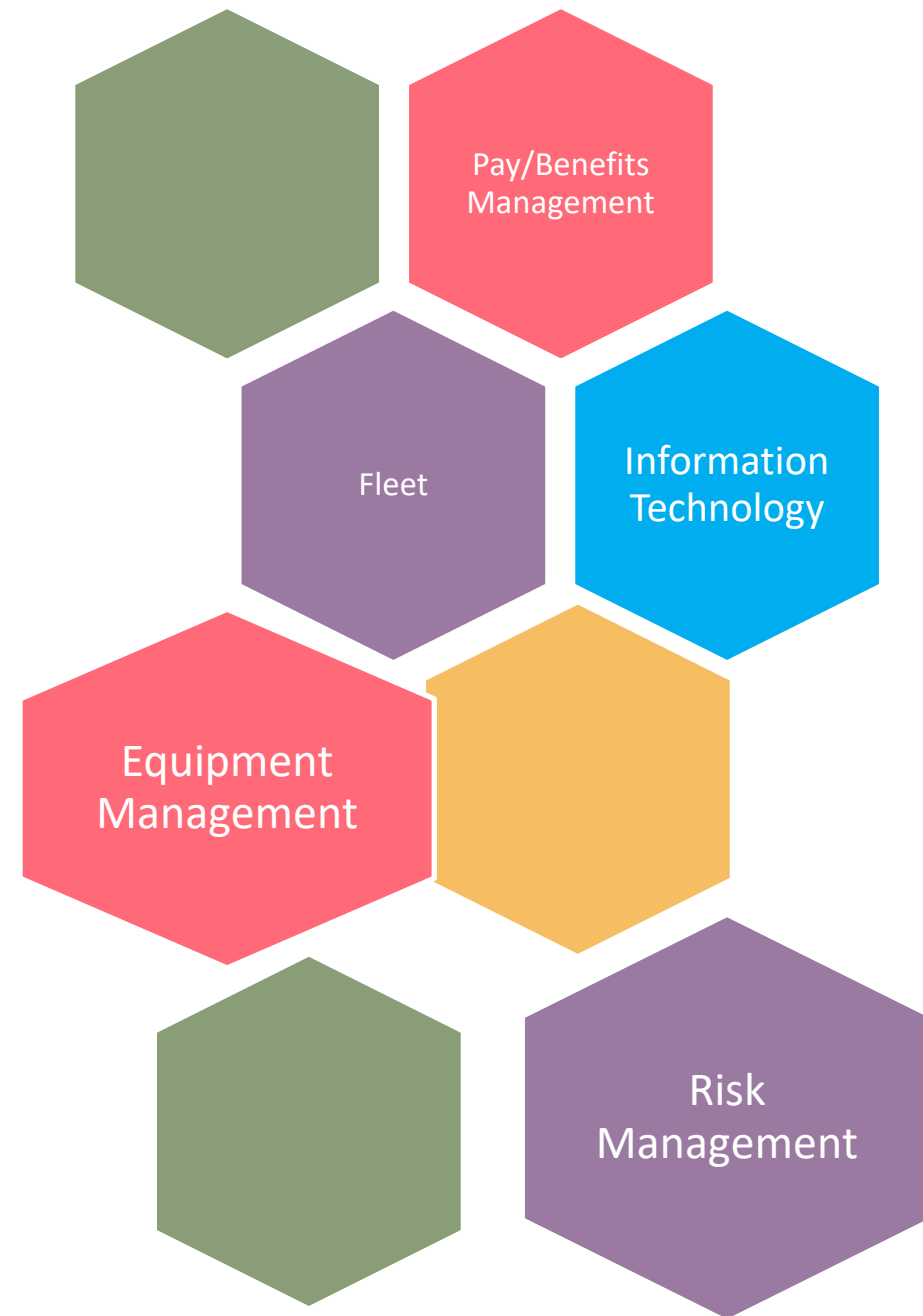 Pay/Benefits
Management
Fleet
Information
Technology
Equipment
Management
Risk
Management